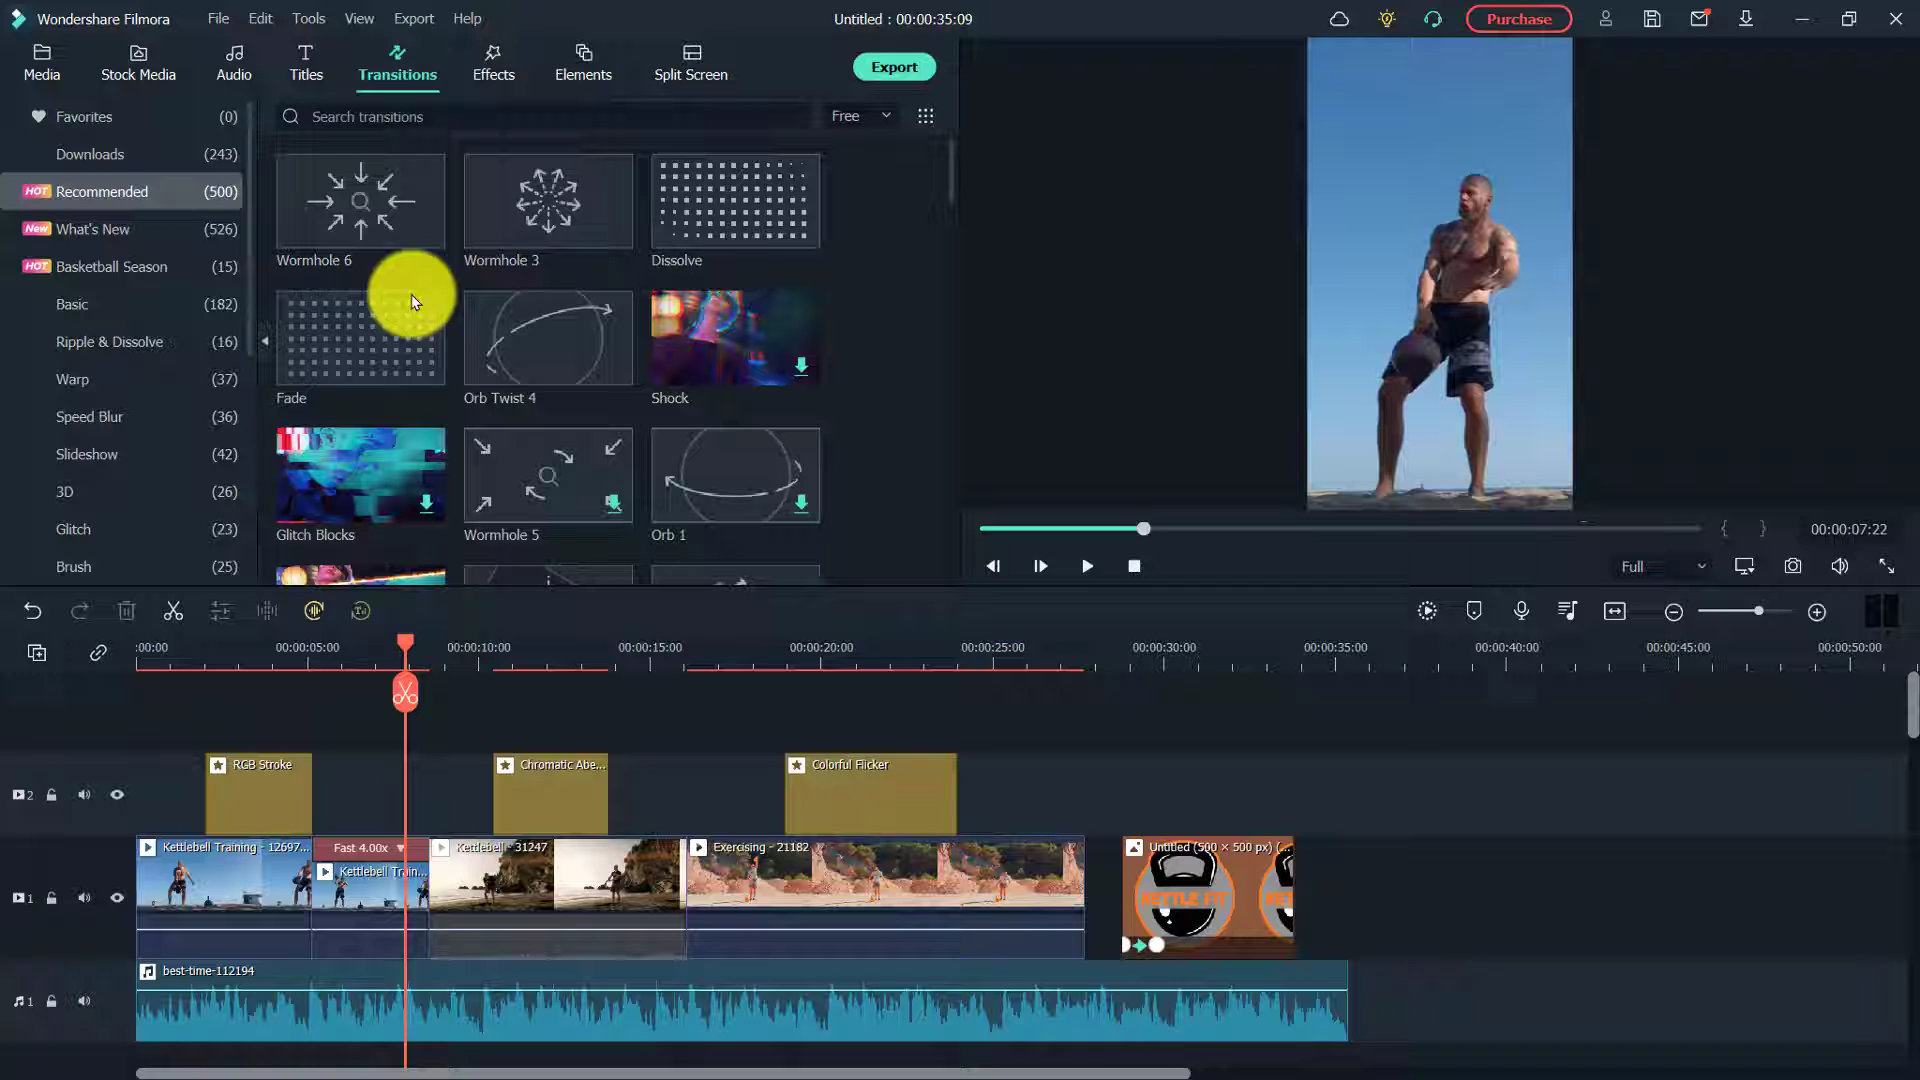 Wondershare Filmora
File Edit Tools View Export Help
Untitled : 00:00:35:09
Purchase
Media Stock Media Audio Titles Transitions Effects Elements Split Screen
Export
Favorites (0)
Downloads (243)
HOT Recommended (500)
New What's New (526)
HOT Basketball Season (15)
Basic (182)
Ripple & Dissolve (16)
Warp (37)
Speed Blur (36)
Slideshow (42)
3D (26)
Glitch (23)
Brush (25)
Search transitions
Free
Wormhole 6 Wormhole 3 Dissolve
Fade Orb Twist 4 Shock
Glitch Blocks Wormhole 5 Orb 1
00:00:07:22
Full
:00:00 00:00:05:00 00:00:10:00 00:00:15:00 00:00:20:00 00:00:25:00 00:00:30:00 00:00:35:00 00:00:40:00 00:00:45:00 00:00:50:00
2
RGB Stroke Chromatic Abe... Colorful Flicker
1
Kettlebell Training - 12697...
Fast 4.00x
Kettlebell Train...
Kettlebell - 31247
Exercising - 21182
Untitled (500 × 500 px) (...
KETTLE FIT
1
best-time-112194